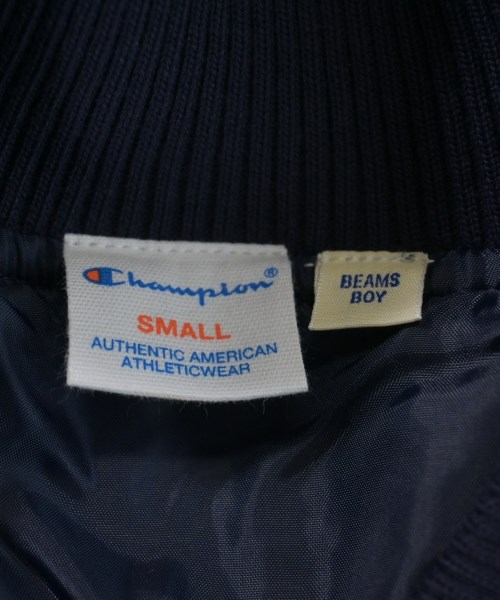 Champion®
SMALL
AUTHENTIC AMERICAN
ATHLETICWEAR
BEAMS
BOY